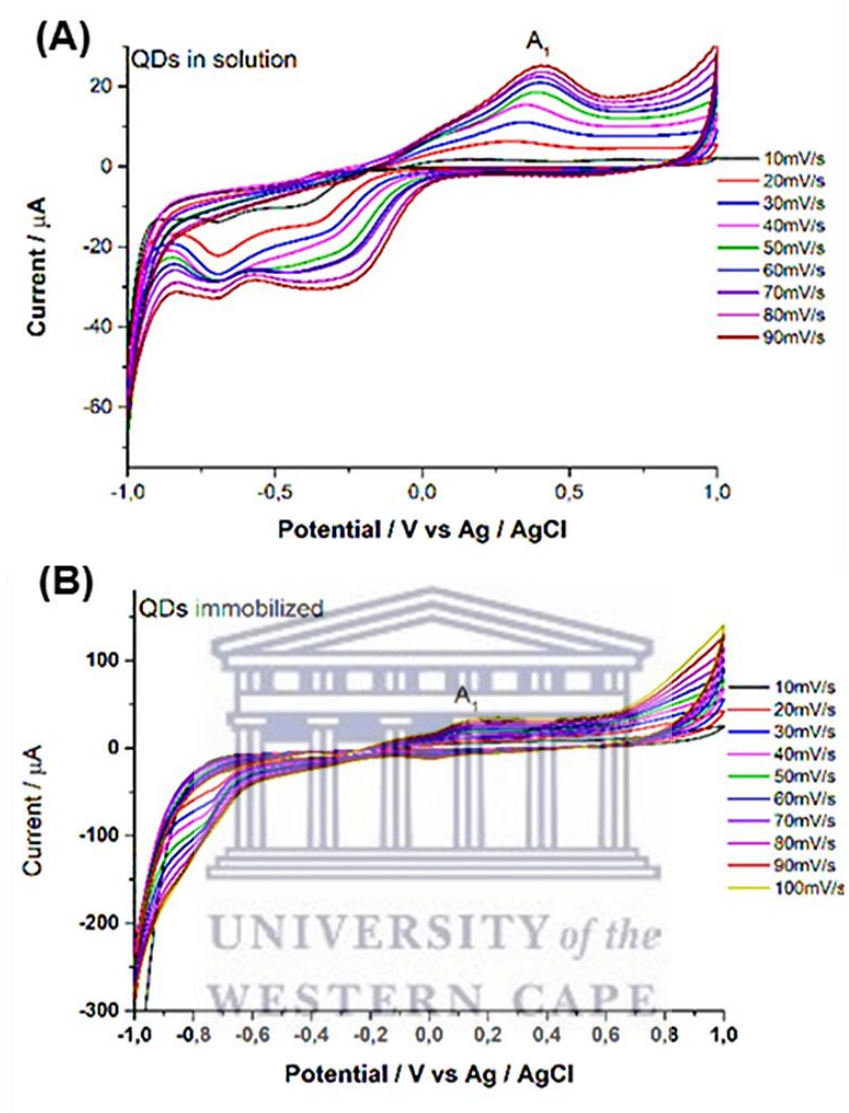 (A)
QDs in solution
A1
Current / µA
20
0
-20
-40
-60
10mV/s
20mV/s
30mV/s
40mV/s
50mV/s
60mV/s
70mV/s
80mV/s
90mV/s
-1,0 -0,5 0,0 0,5 1,0
Potential / V vs Ag / AgCl
(B)
QDs immobilized
A1
Current / µA
100
0
-100
-200
-300
10mV/s
20mV/s
30mV/s
40mV/s
50mV/s
60mV/s
70mV/s
80mV/s
90mV/s
100mV/s
UNIVERSITY of the
WESTERN CAPE
-1,0 -0,8 -0,6 -0,4 -0,2 0,0 0,2 0,4 0,6 0,8 1,0
Potential / V vs Ag / AgCl